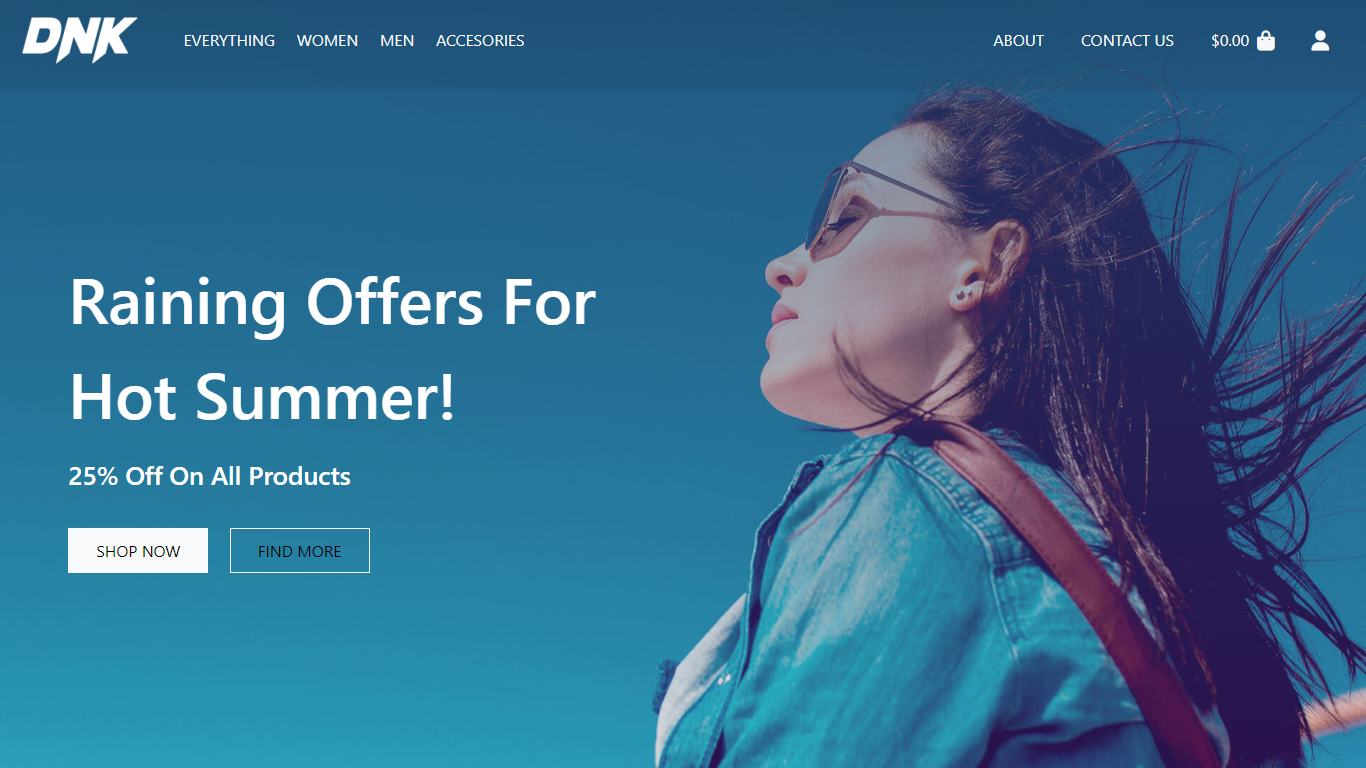 DNK
EVERYTHING WOMEN MEN ACCESORIES
ABOUT CONTACT US $0.00
Raining Offers For
Hot Summer!
25% Off On All Products
SHOP NOW FIND MORE